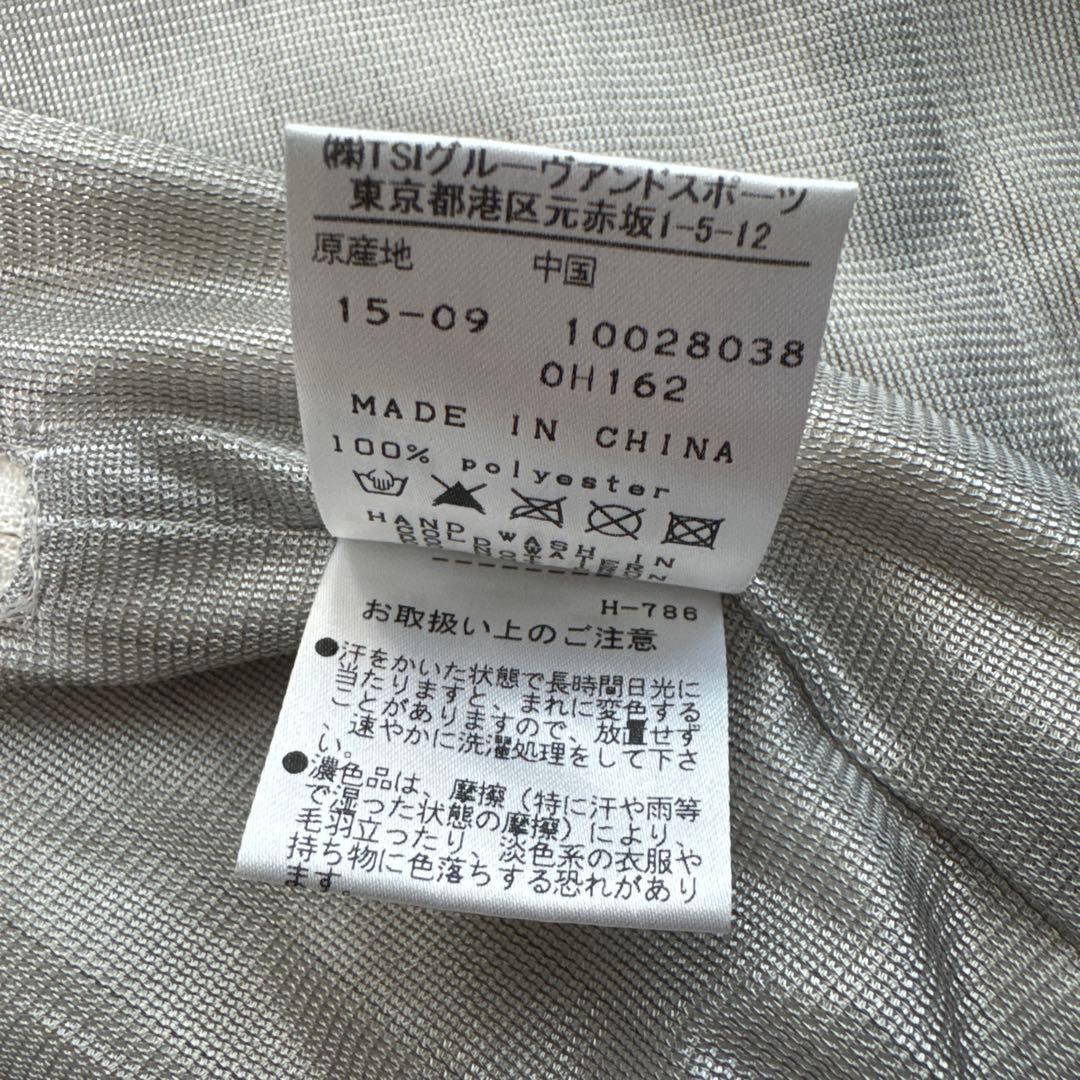 ㈱TSIグルーヴアンドスポーツ
東京都港区元赤坂1-5-12
原産地 中国
15-09 10028038
0H162
MADE IN CHINA
100% polyester
HAND WASH IN
COLD WATER
DO NOT IRON
H-786
お取扱い上のご注意
●汗をかいた状態で長時間日光に
当たりますと、まれに変色する
ことがありますので、放置せず
、速やかに洗濯処理をして下さ
い。
●濃色品は、摩擦（特に汗や雨等
で湿った状態の摩擦）により、
毛羽立ったり、淡色系の衣服や
持ち物に色落ちする恐れがあり
ます。